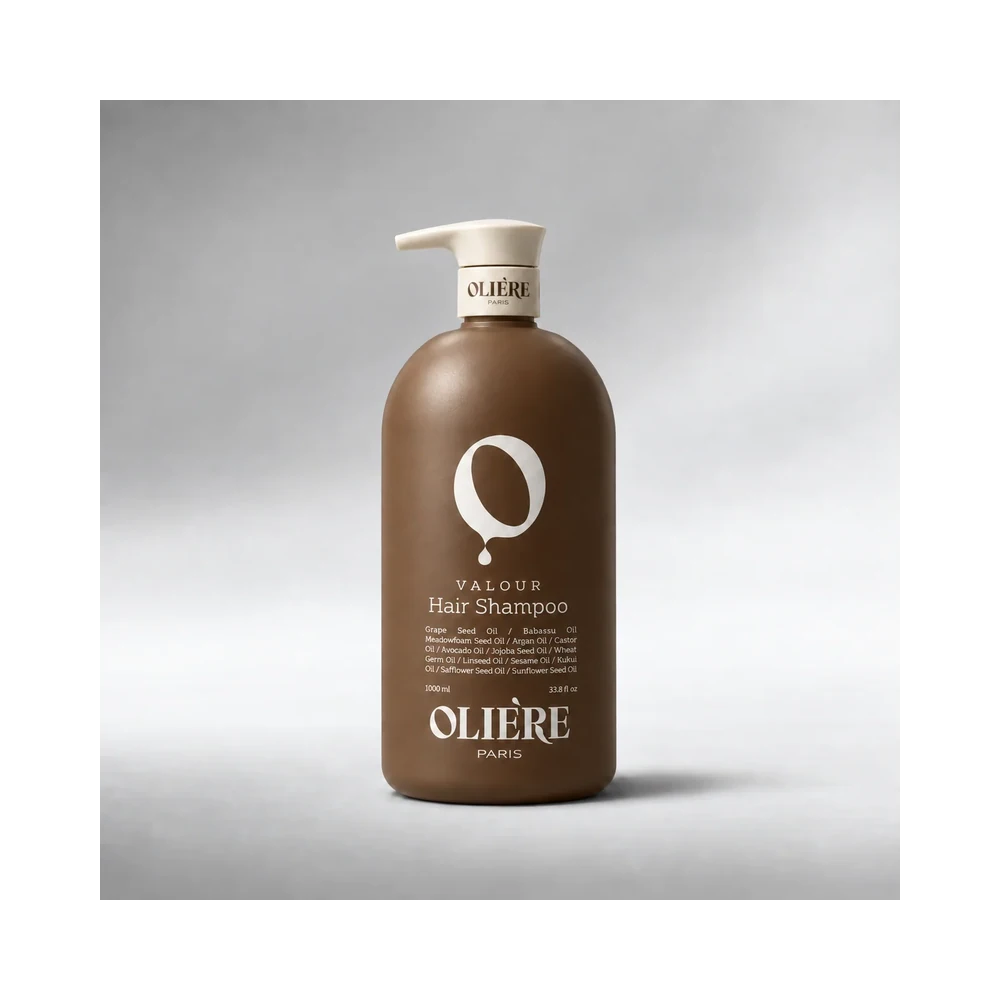 OLIÈRE
PARIS
VALOUR
Hair Shampoo
Grape Seed Oil / Babassu Oil
Meadowfoam Seed Oil / Argan Oil / Castor
Oil / Avocado Oil / Jojoba Seed Oil / Wheat
Germ Oil / Linseed Oil / Sesame Oil / Kukui
Oil / Safflower Seed Oil / Sunflower Seed Oil
1000 ml 33.8 fl oz
OLIÈRE
PARIS